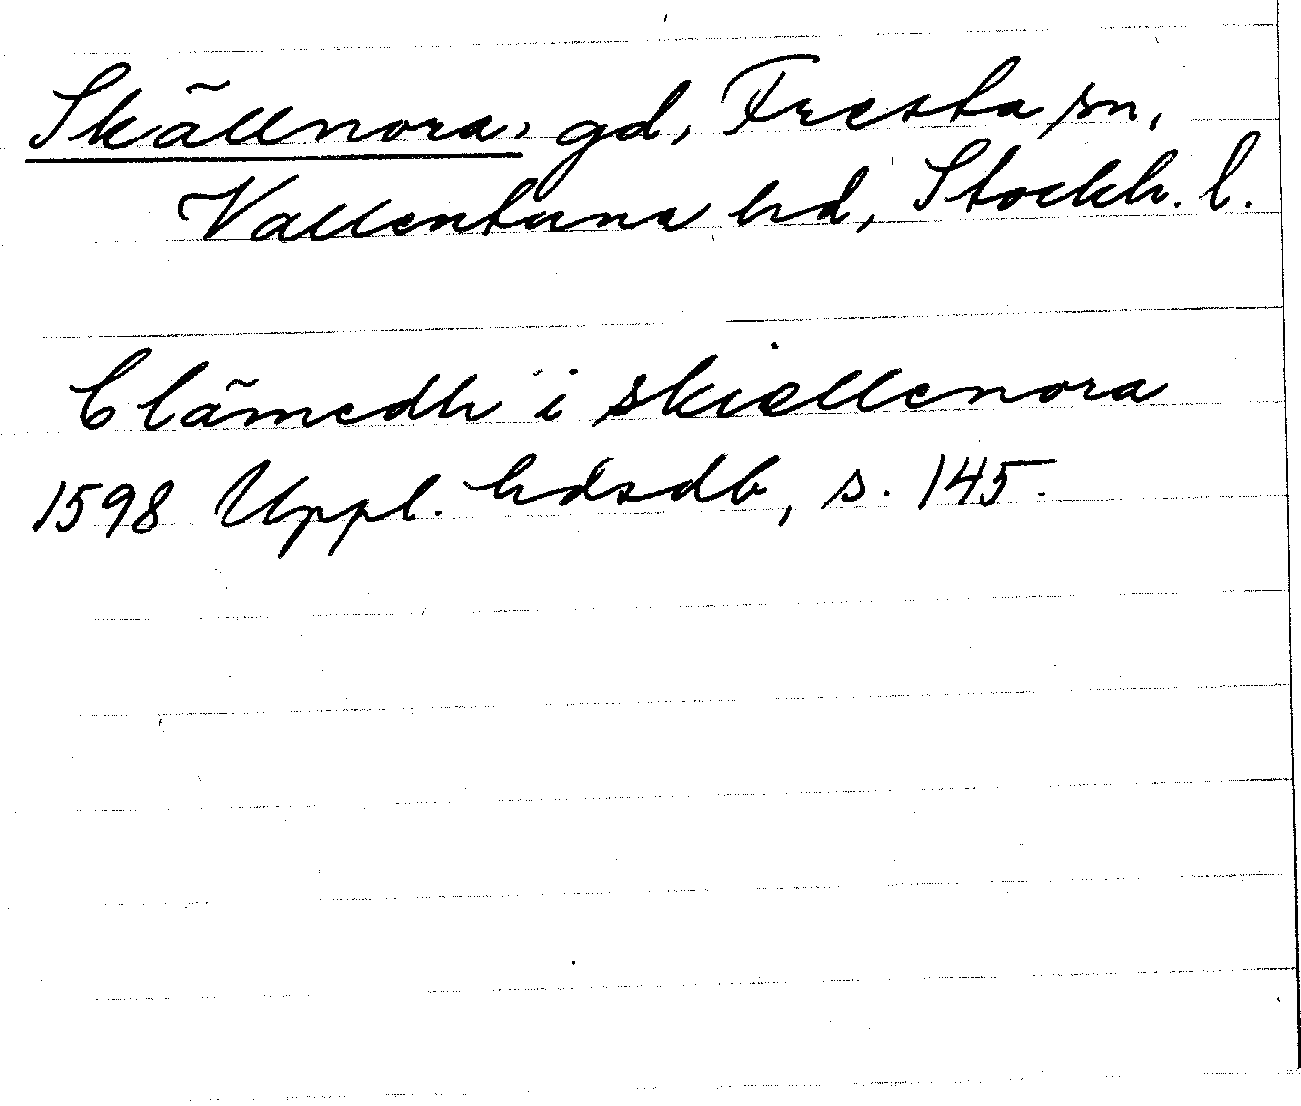 Skällnora, gd, Fresta sn,
Vallentuna hd, Stockh. l.
Clämedh i skiellenora
1598 Uppl. hdsdb, s. 145.